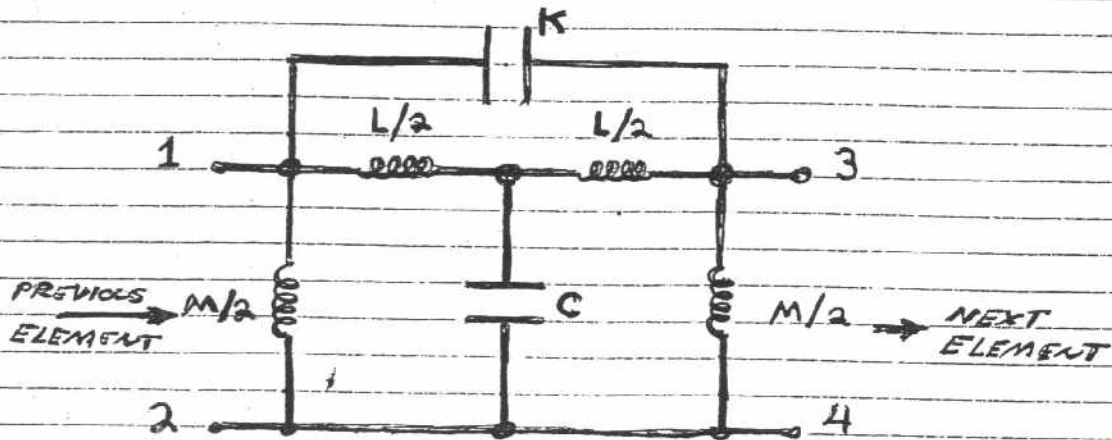 K
L/2 L/2
1 3
PREVIOUS
ELEMENT
M/2 C M/2
NEXT
ELEMENT
2 4